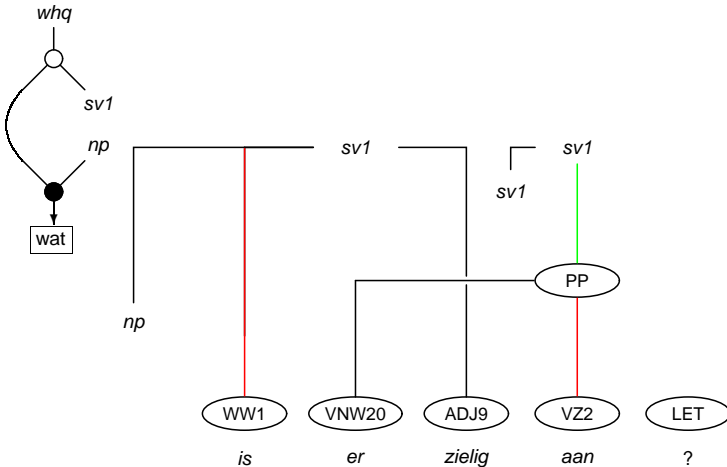 whq
sv1
np
wat
sv1
sv1
sv1
PP
np
WW1 VNW20 ADJ9 VZ2 LET
is er zielig aan ?